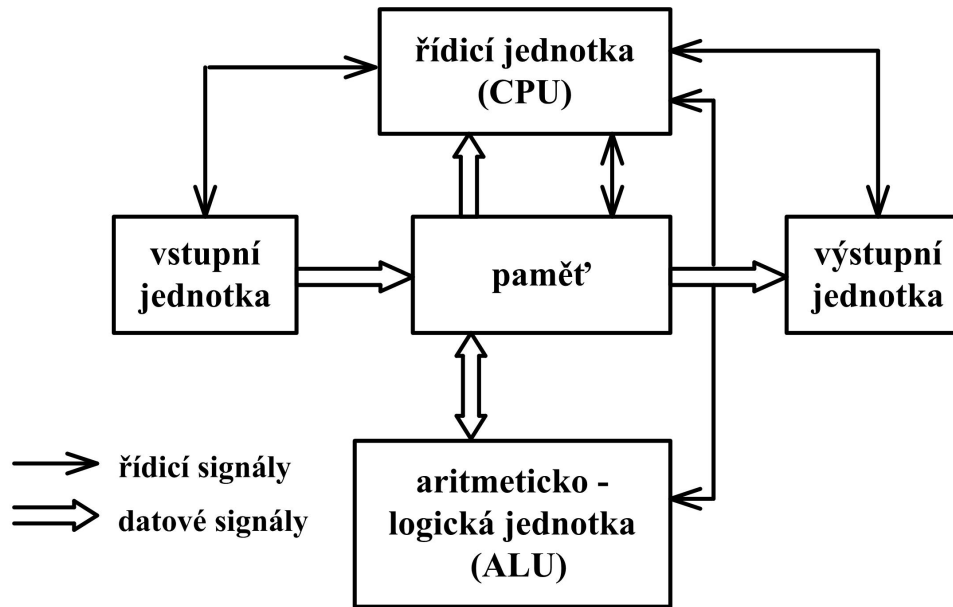 řídicí jednotka
(CPU)
vstupní
jednotka
paměť
výstupní
jednotka
aritmeticko -
logická jednotka
(ALU)
řídicí signály
datové signály